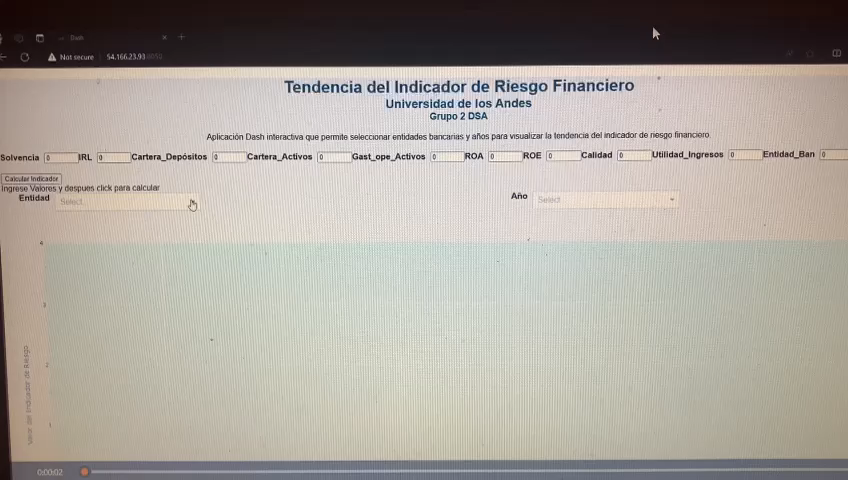 Dash
Not secure 54.166.23.93:8050
Tendencia del Indicador de Riesgo Financiero
Universidad de los Andes
Grupo 2 DSA
Aplicación Dash interactiva que permite seleccionar entidades bancarias y años para visualizar la tendencia del indicador de riesgo financiero.
Solvencia 0 IRL 0 Cartera_Depósitos 0 Cartera_Activos 0 Gast_ope_Activos 0 ROA 0 ROE 0 Calidad 0 Utilidad_Ingresos 0 Entidad_Ban 0
Calcular Indicador
Ingrese Valores y despues click para calcular
Entidad Select... Año Select
4
3
2
1
Valor del Indicador de Riesgo
0:00:02